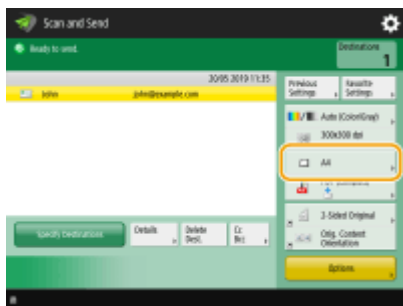 Scan and Send
Ready to send.
Destinations
1
20/05 2019 11:35
John john@example.com
Previous Settings
Favorite Settings
Auto (Color/Gray)
300x300 dpi
A4
2-Sided Original
Orig. Content Orientation
Specify Destinations
Details
Delete Dest.
Cc Bcc
Options